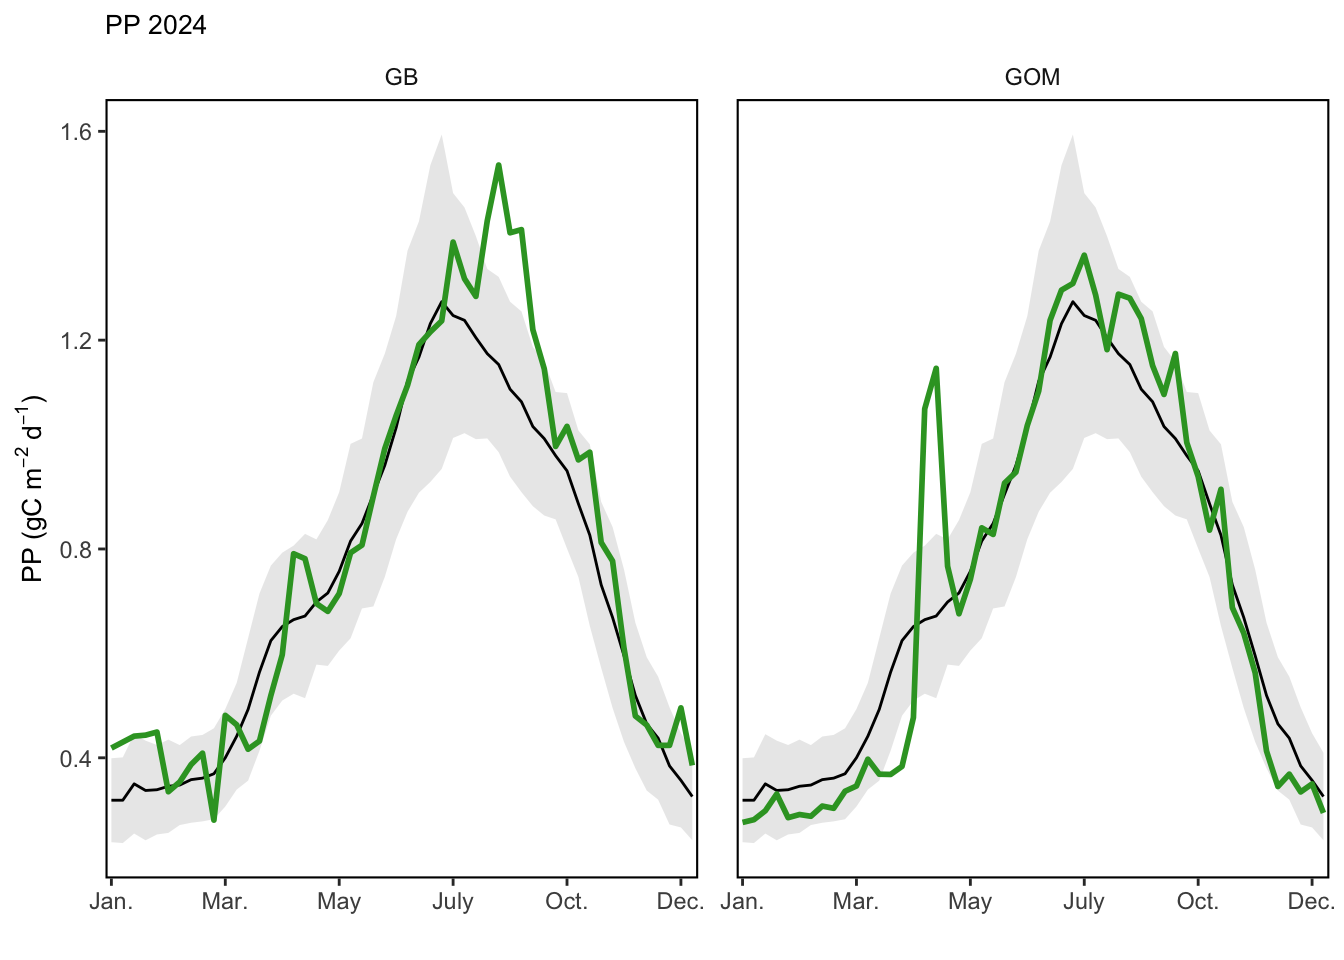 PP 2024
GB
GOM
PP (gC m⁻² d⁻¹)
1.6
1.2
0.8
0.4
Jan. Mar. May July Oct. Dec.
Jan. Mar. May July Oct. Dec.